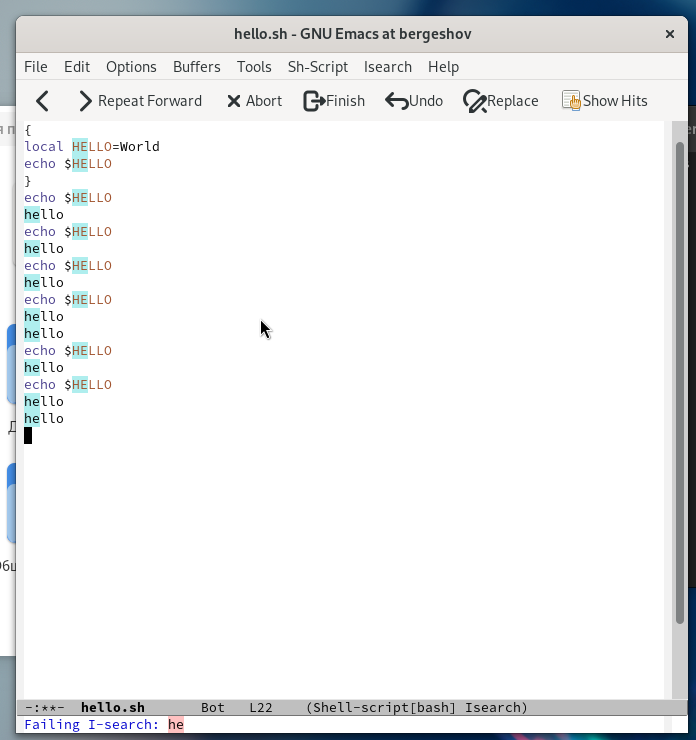 hello.sh - GNU Emacs at bergeshov
File Edit Options Buffers Tools Sh-Script Isearch Help
Repeat Forward Abort Finish Undo Replace Show Hits
{
local HELLO=World
echo $HELLO
}
echo $HELLO
hello
echo $HELLO
hello
echo $HELLO
hello
echo $HELLO
hello
hello
echo $HELLO
hello
echo $HELLO
hello
hello
-:**- hello.sh Bot L22 (Shell-script[bash] Isearch)
Failing I-search: he